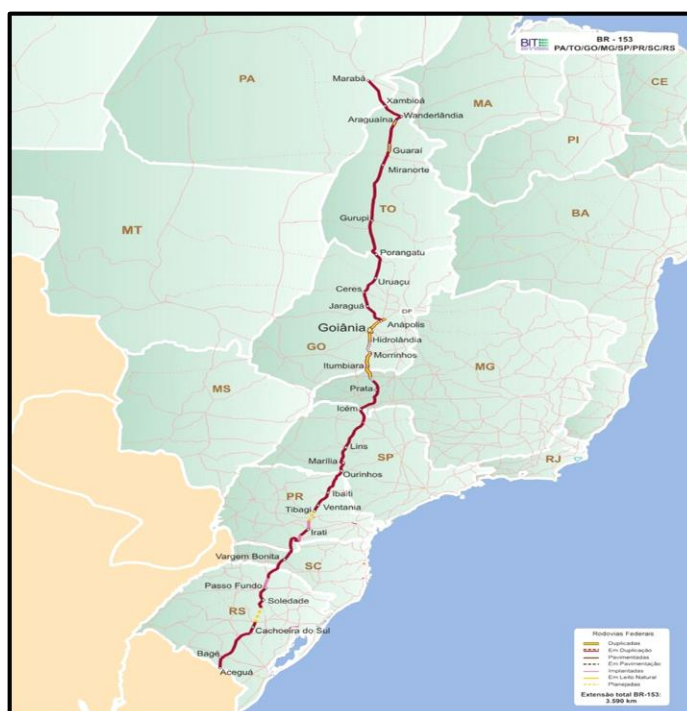 BIT
BR - 153
PA/TO/GO/MG/SP/PR/SC/RS
PA
Marabá
Xambioá
MA
CE
Araguaína
Wanderlândia
Guaraí
PI
Miranorte
MT
TO
BA
Gurupi
Porangatu
Uruaçu
Ceres
Jaraguá
DF
Goiânia
Anápolis
Hidrolândia
GO
Morrinhos
Itumbiara
MG
MS
Prata
Icém
Lins
SP
RJ
Marília
Ourinhos
PR
Ibaiti
Tibagi
Ventania
Irati
Vargem Bonita
SC
Passo Fundo
Soledade
RS
Cachoeira do Sul
Bagé
Aceguá
Rodovias Federais
Duplicadas
Em Duplicação
Pavimentadas
Em Pavimentação
Implantadas
Em Leito Natural
Planejadas
Extensão total BR-153:
3.590 km